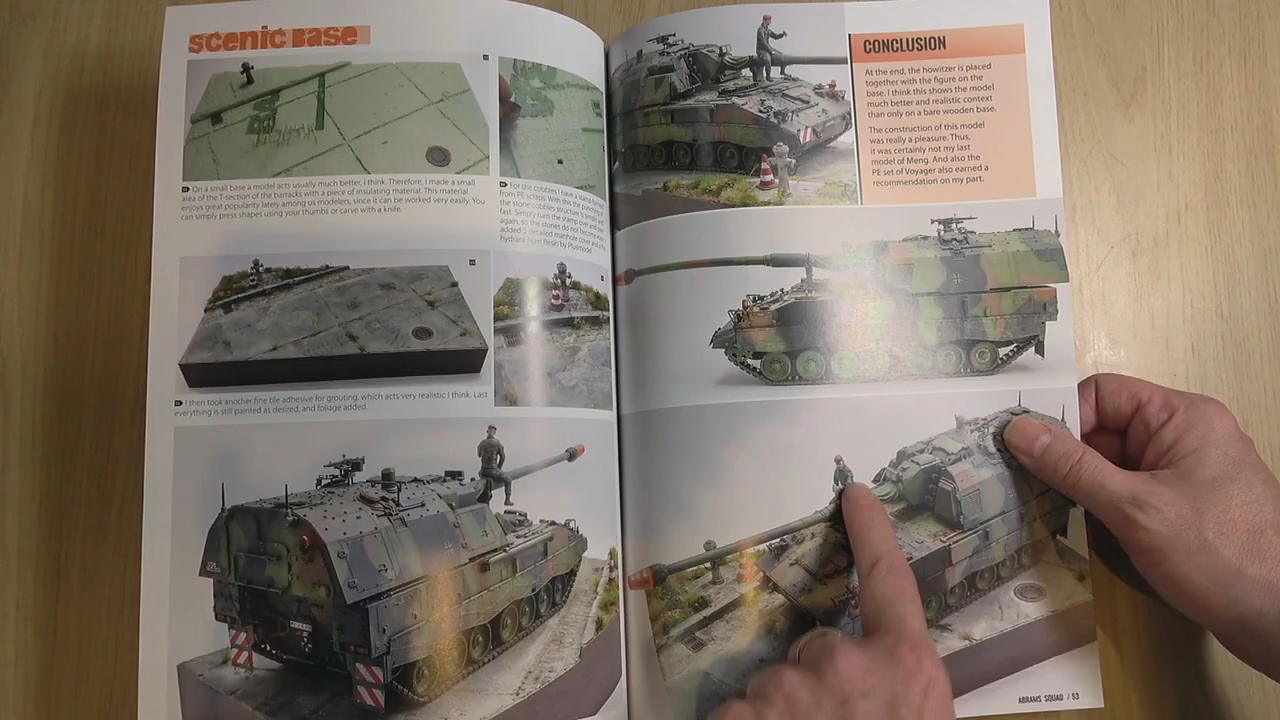 scenic Base
On a small base a model acts usually much better, I think. Therefore, I made a small
area of the T-section of the barracks with a piece of insulating material. This material
enjoys great popularity lately among us modelers, since it can be worked very easily. You
can simply press shapes using your thumbs or carve with a knife.
For the cobbles I have a stamp
from PE scraps. With this the punching of
the stone cobbles structure is simple and
fast. Simply turn the stamp over and over
again, so the stones do not become
added 2 detailed manhole cover and
hydrant from Resin by Plusmodel
I then took another fine tile adhesive for grouting, which acts very realistic I think. Last
everything is still painted as desired, and foliage added.
CONCLUSION
At the end, the howitzer is placed
together with the figure on the
base. I think this shows the model
much better and realistic context
than only on a bare wooden base.
The construction of this model
was really a pleasure. Thus,
it was certainly not my last
model of Meng. And also the
PE set of Voyager also earned a
recommendation on my part.
ABRAMS SQUAD / 53